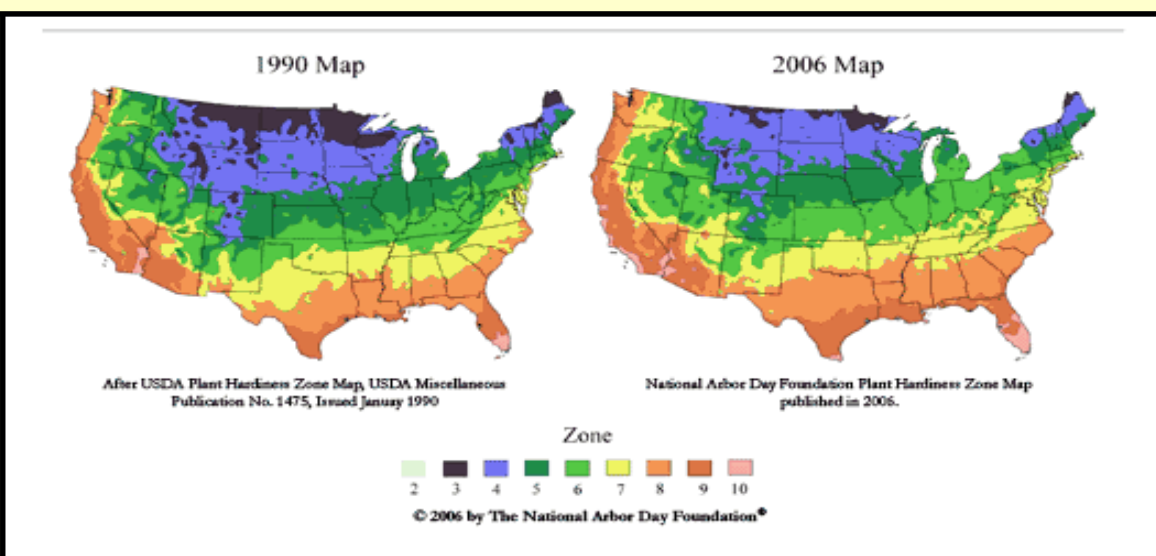 1990 Map
2006 Map
After USDA Plant Hardiness Zone Map, USDA Miscellaneous
Publication No. 1475, Issued Januay 1990
National Arbor Day Foundation Plant Hardiness Zone Map
published in 2006.
Zone
2 3 4 5 6 7 8 9 10
© 2006 by The National Arbor Day Foundation®